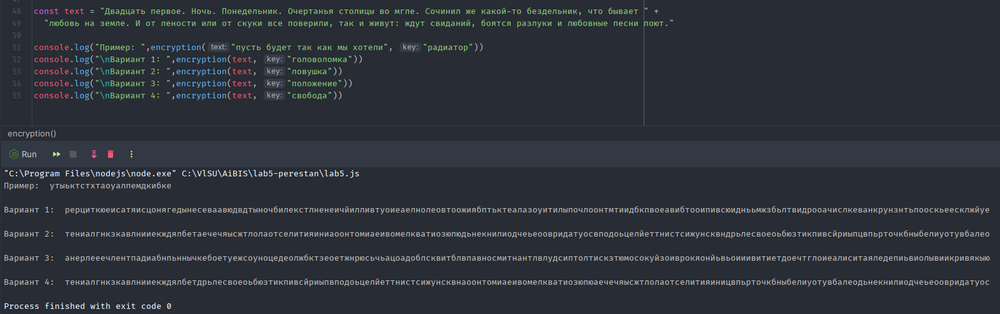 48 const text = "Двадцать первое. Ночь. Понедельник. Очертанья столицы во мгле. Сочинил же какой-то бездельник, что бывает " +
49 "любовь на земле. И от лености или от скуки все поверили, так и живут: ждут свиданий, боятся разлуки и любовные песни поют."
50
51 console.log("Пример: ",encryption( text: "пусть будет так как мы хотели", key: "радиатор"))
52 console.log("\nВариант 1: ",encryption(text, key: "головоломка"))
53 console.log("\nВариант 2: ",encryption(text, key: "ловушка"))
54 console.log("\nВариант 3: ",encryption(text, key: "положение"))
55 console.log("\nВариант 4: ",encryption(text, key: "свобода"))
encryption()
Run
"C:\Program Files\nodejs\node.exe" C:\VlSU\AiBIS\lab5-perestan\lab5.js
Пример:  утыьктстхтаоуалпемдкибке
Вариант 1:  рерциткюеисатяисцонягедынесеваавюдвдтыночбилекстлненеичйилливтуоиеаелнолеовтоожиябптьктеалазоуитилыпочлоонтмтиидбкпвоеавибтооипивсюиднььмжзбьлтвидрооачислкеванкрунзнтьпооскьеесклжйуе
Вариант 2:  тениалгнкзкавлнииекждялбетаечечяысжтлолаотселитияиниаоонтомиаеивомелкватиозюпюдьнекнилиодчеьеоовридатуосвподоьцелйеттнистсижунсквндрьлесвоеоьбюзтикпивсйриыпцвпьрточкбныбелиуотувбалео
Вариант 3:  анерлееечлентпадиабнпьннычкебоетуежсоуноцедеолжбктзеоетжнрюсьчьацоадоблсквитблвпавносмитнантлвлудсиптолтискзтюмосокуйзоиврокяонйьвьоииивитиетдоечтглоиеалиситаяледепиьвиолывиикривякыю
Вариант 4:  тениалгнкзкавлнииекждялбетдрьлесвоеоьбюзтикпивсйриыпвподоьцелйеттнистсижунсквнаоонтомиаеивомелкватиозюпюаечечяысжтлолаотселитияиницвпьрточкбныбелиуотувбалеодьнекнилиодчеьеоовридатуос
Process finished with exit code 0